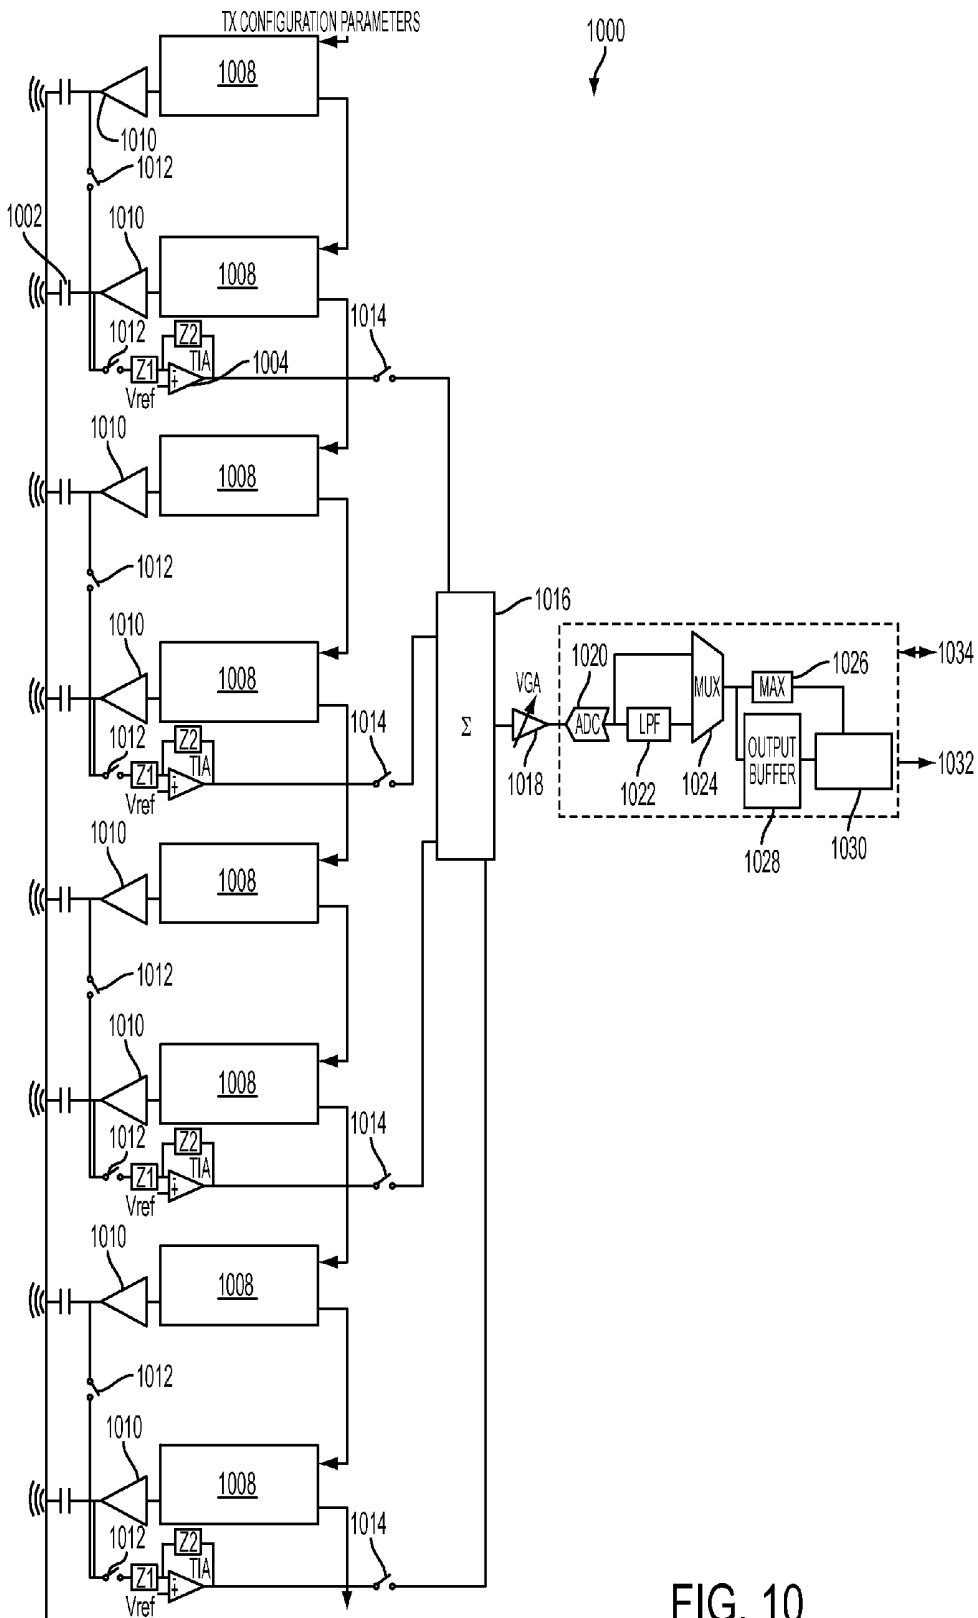 TX CONFIGURATION PARAMETERS
1000
1008
1010
1012
1002
1010
1008
1012
Z2
1014
TIA
1004
Z1
+
Vref
1010
1008
1012
1010
1008
1016
1034
1020
1026
VGA
MUX
MAX
Σ
ADC
LPF
OUTPUT
BUFFER
1032
1018
1022
1024
1028
1030
1012
Z2
1014
TIA
Z1
Vref
1010
1008
1012
1010
1008
1012
Z2
1014
TIA
Z1
Vref
1010
1008
1012
1010
1008
1012
Z2
1014
TIA
Z1
Vref
FIG. 10